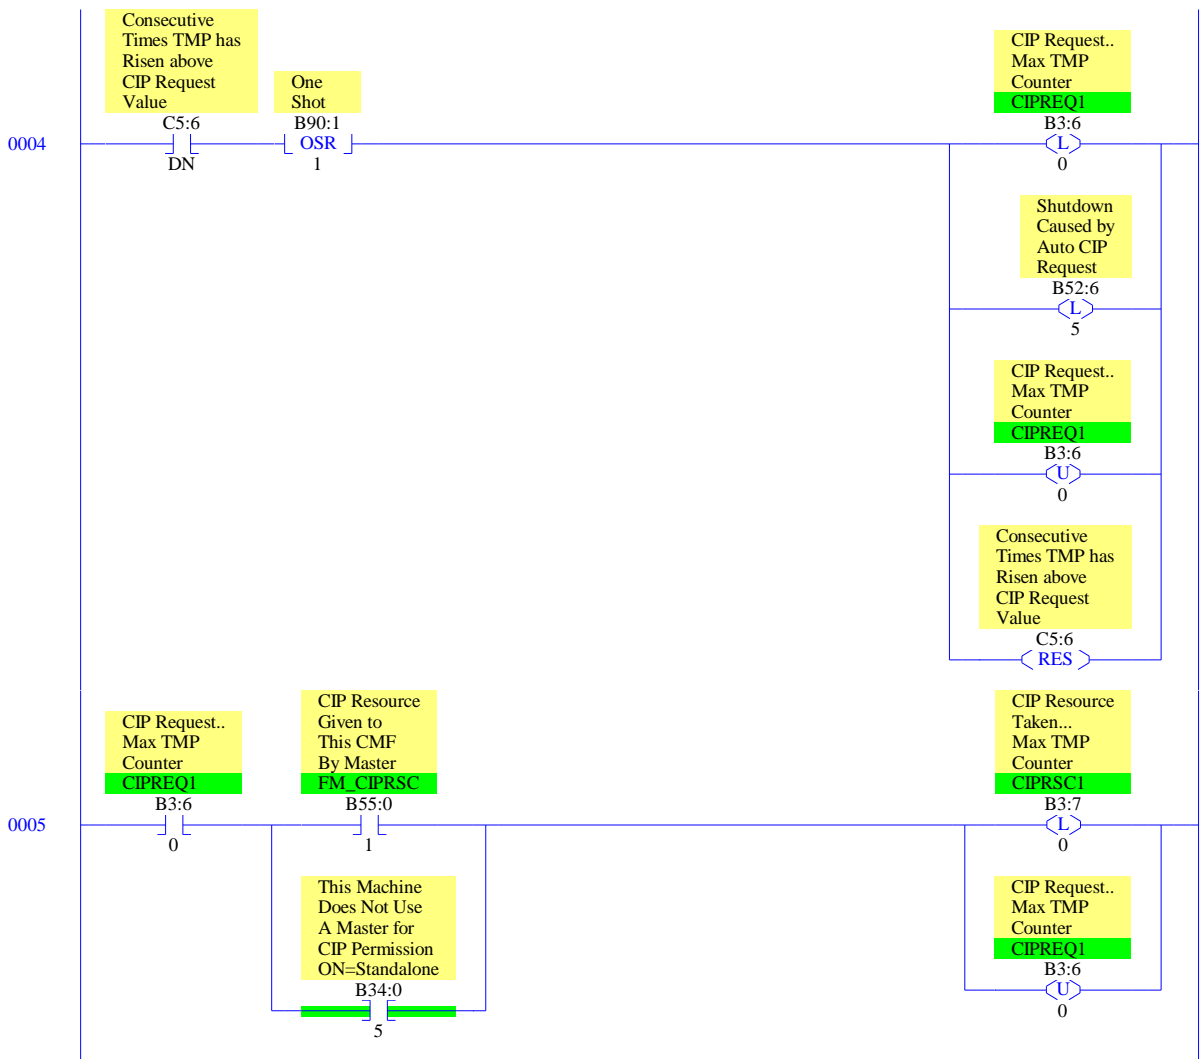 Consecutive
Times TMP has
Risen above
CIP Request
Value
C5:6
DN
One
Shot
B90:1
OSR
1
CIP Request..
Max TMP
Counter
CIPREQ1
B3:6
L
0
0004
Shutdown
Caused by
Auto CIP
Request
B52:6
L
5
CIP Request..
Max TMP
Counter
CIPREQ1
B3:6
U
0
Consecutive
Times TMP has
Risen above
CIP Request
Value
C5:6
RES
0005
CIP Request..
Max TMP
Counter
CIPREQ1
B3:6
0
CIP Resource
Given to
This CMF
By Master
FM_CIPRSC
B55:0
1
CIP Resource
Taken...
Max TMP
Counter
CIPRSC1
B3:7
L
0
This Machine
Does Not Use
A Master for
CIP Permission
ON=Standalone
B34:0
5
CIP Request..
Max TMP
Counter
CIPREQ1
B3:6
U
0